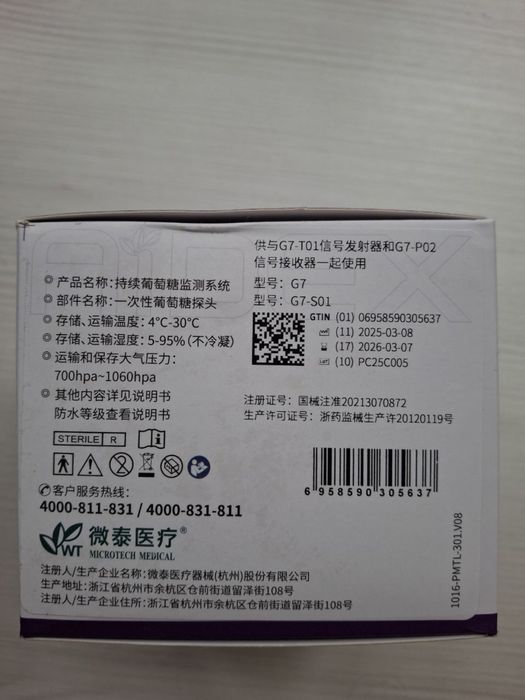 AiDEX
供与G7-T01信号发射器和G7-P02
信号接收器一起使用
产品名称:持续葡萄糖监测系统
型号: G7
部件名称:一次性葡萄糖探头
型号: G7-S01
存储、运输温度: 4°C-30°C
存储、运输湿度: 5-95% (不冷凝)
运输和保存大气压力:
700hpa~1060hpa
其他内容详见说明书
防水等级查看说明书
GTIN (01) 06958590305637
(11) 2025-03-08
(17) 2026-03-07
LOT (10) PC25C005
注册证号: 国械注准20213070872
生产许可证号: 浙药监械生产许20120119号
STERILE R
6 958590 305637
客户服务热线:
4000-811-831 / 4000-831-811
WT
微泰医疗®
MICROTECH MEDICAL
注册人/生产企业名称: 微泰医疗器械(杭州)股份有限公司
生产地址: 浙江省杭州市余杭区仓前街道留泽街108号
注册人/生产企业住所: 浙江省杭州市余杭区仓前街道留泽街108号
1016-PMTL-301.V08